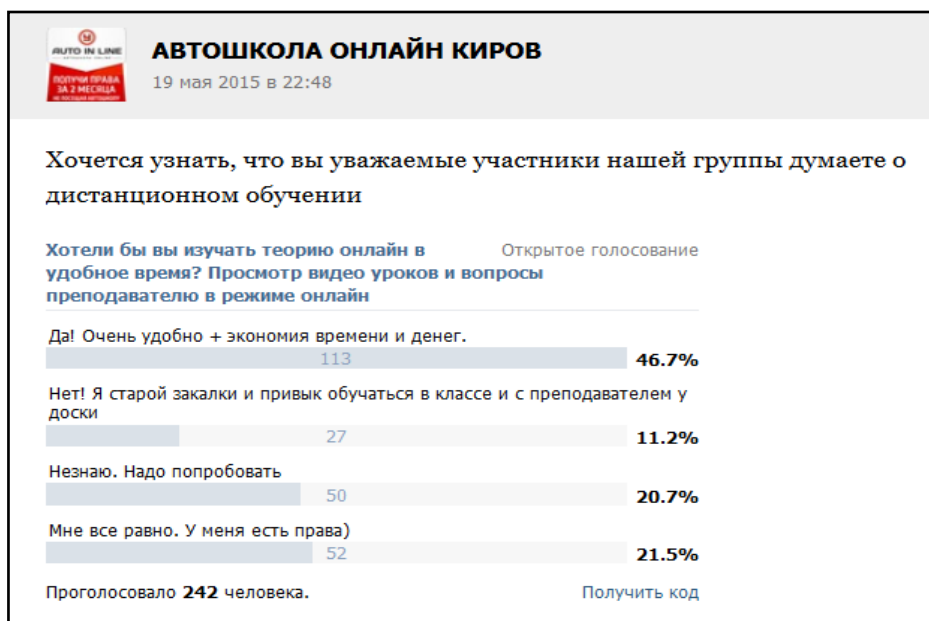 AUTO IN LINE
ПОЛУЧИ ПРАВА
ЗА 2 МЕСЯЦА
АВТОШКОЛА ОНЛАЙН КИРОВ
19 мая 2015 в 22:48
Хочется узнать, что вы уважаемые участники нашей группы думаете о
дистанционном обучении
Хотели бы вы изучать теорию онлайн в Открытое голосование
удобное время? Просмотр видео уроков и вопросы
преподавателю в режиме онлайн
Да! Очень удобно + экономия времени и денег.
113 46.7%
Нет! Я старой закалки и привык обучаться в классе и с преподавателем у
доски
27 11.2%
Незнаю. Надо попробовать
50 20.7%
Мне все равно. У меня есть права)
52 21.5%
Проголосовало 242 человека. Получить код